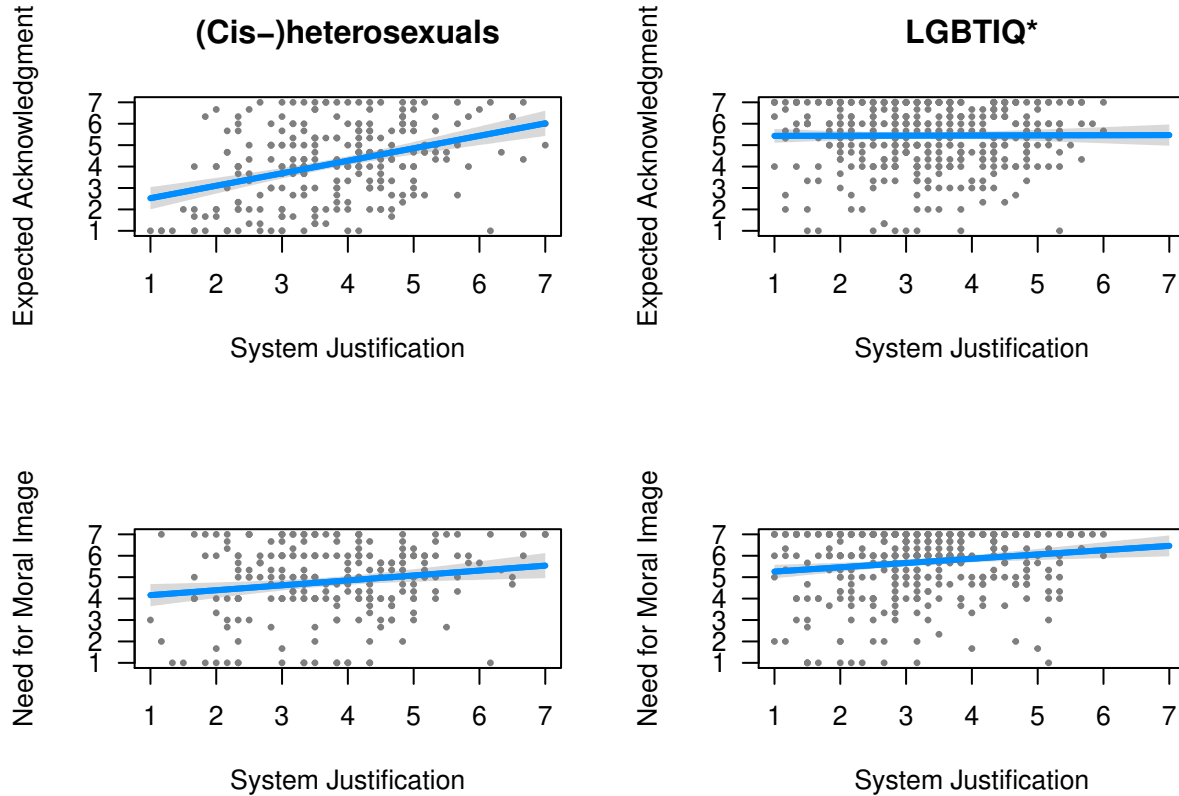 (Cis−)heterosexuals
Expected Acknowledgment
7
6
5
4
3
2
1
1 2 3 4 5 6 7
System Justification
LGBTIQ*
Expected Acknowledgment
7
6
5
4
3
2
1
1 2 3 4 5 6 7
System Justification
Need for Moral Image
7
6
5
4
3
2
1
1 2 3 4 5 6 7
System Justification
Need for Moral Image
7
6
5
4
3
2
1
1 2 3 4 5 6 7
System Justification